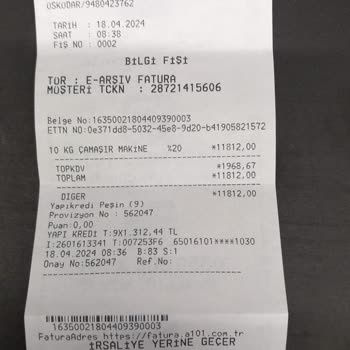 ÜSKÜDAR/9480423762
TARİH : 18.04.2024
SAAT : 08:38
FİŞ NO : 0002
BİLGİ FİŞİ
TÜR : E-ARŞİV FATURA
MÜŞTERİ TCKN : 28721415606
Belge No:16350021804409390003
ETTN NO:0e371dd8-5032-45e8-9d20-b41905821572
10 KG ÇAMAŞIR MAKİNE %20 *11812,00
TOPKDV *1968,67
TOPLAM *11812,00
DİĞER *11812,00
Yapıkredi Peşin (9)
Provizyon No : 562047
Puan:0,00
YAPI KREDİ T:9X1.312,44 TL
I:2601613341 T:007253F6 65016101****1030
18.04.2024 08:36 B:83 S:1
Onay No:562047 Ref.No:
16350021804409390003
FaturaAdres https://fatura.a101.com.tr
İRSALİYE YERİNE GEÇER